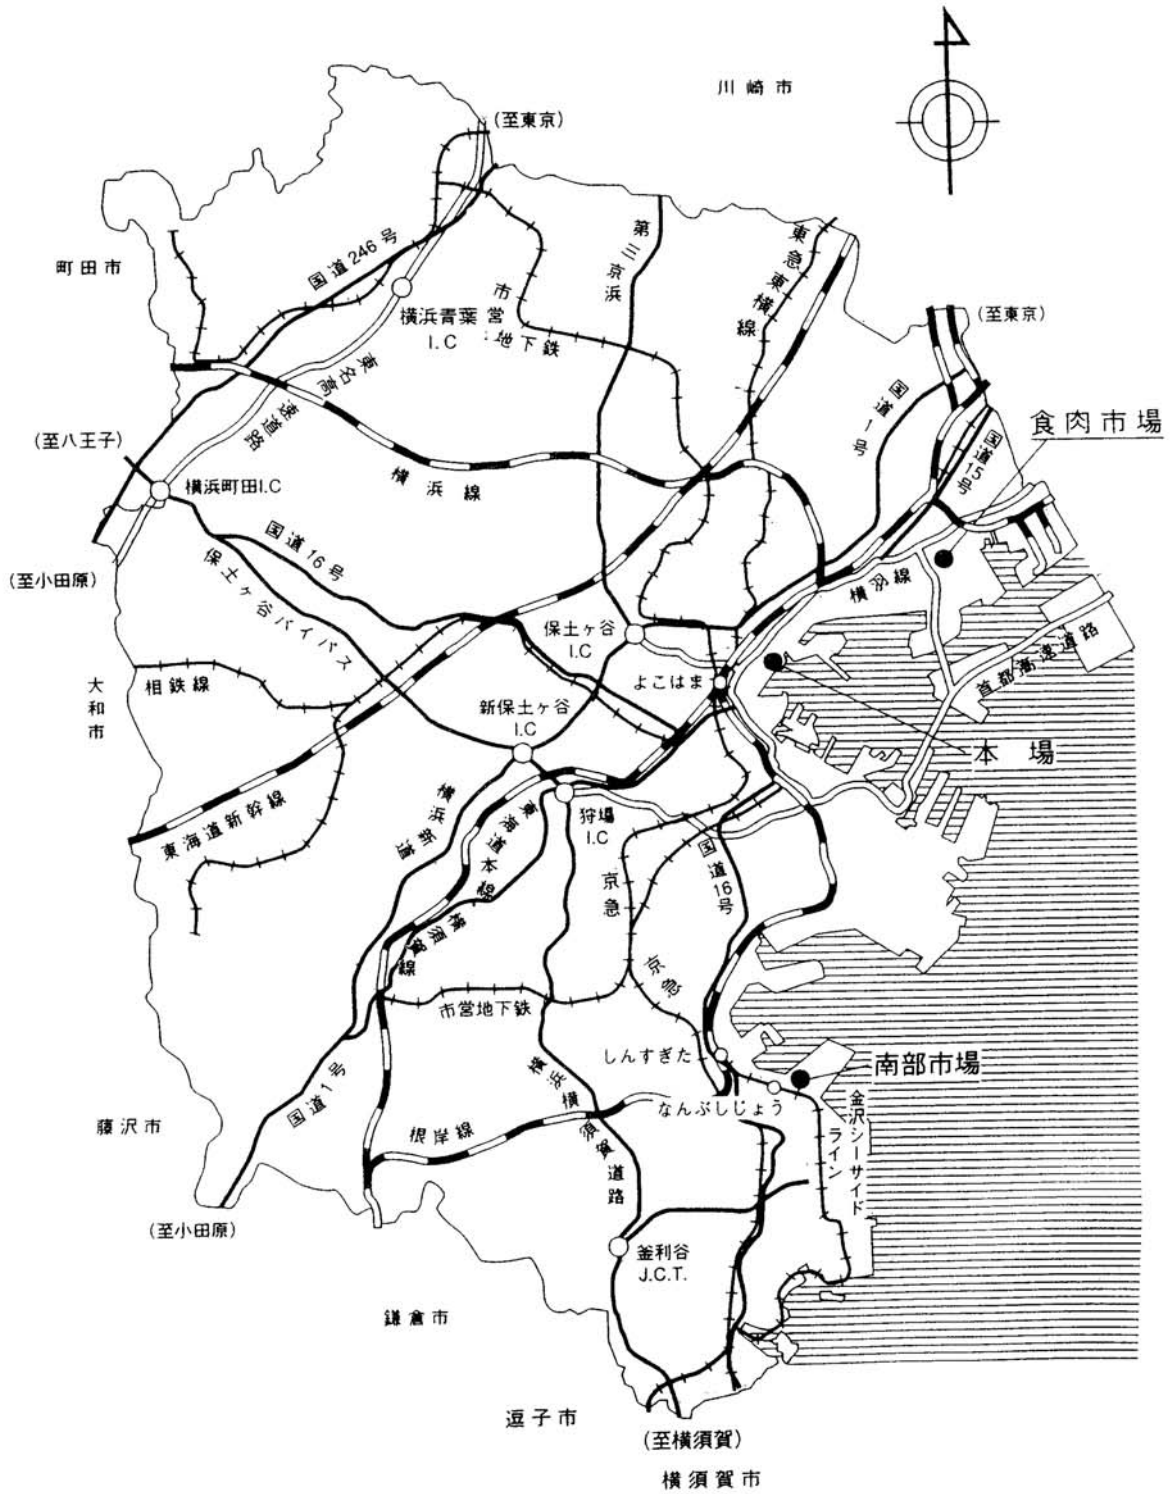 川崎市
(至東京)
町田市
国道246号
第三京浜
東急東横線
市営地下鉄
横浜青葉
I.C
(至東京)
東名高速道路
国道1号
食肉市場
国道15号
(至八王子)
横浜町田I.C
横浜線
国道16号
保土ヶ谷バイパス
(至小田原)
横羽線
保土ヶ谷
I.C
よこはま
首都高速道路
相鉄線
大和市
新保土ヶ谷
I.C
本場
東海道新幹線
横浜新道
東海道本線
狩場
I.C
国道16号
京急
横須賀線
京急
市営地下鉄
しんすぎた
南部市場
なんぶしじょう
金沢シーサイド
ライン
国道1号
横浜横須賀道路
根岸線
藤沢市
(至小田原)
釜利谷
J.C.T.
鎌倉市
逗子市
(至横須賀)
横須賀市